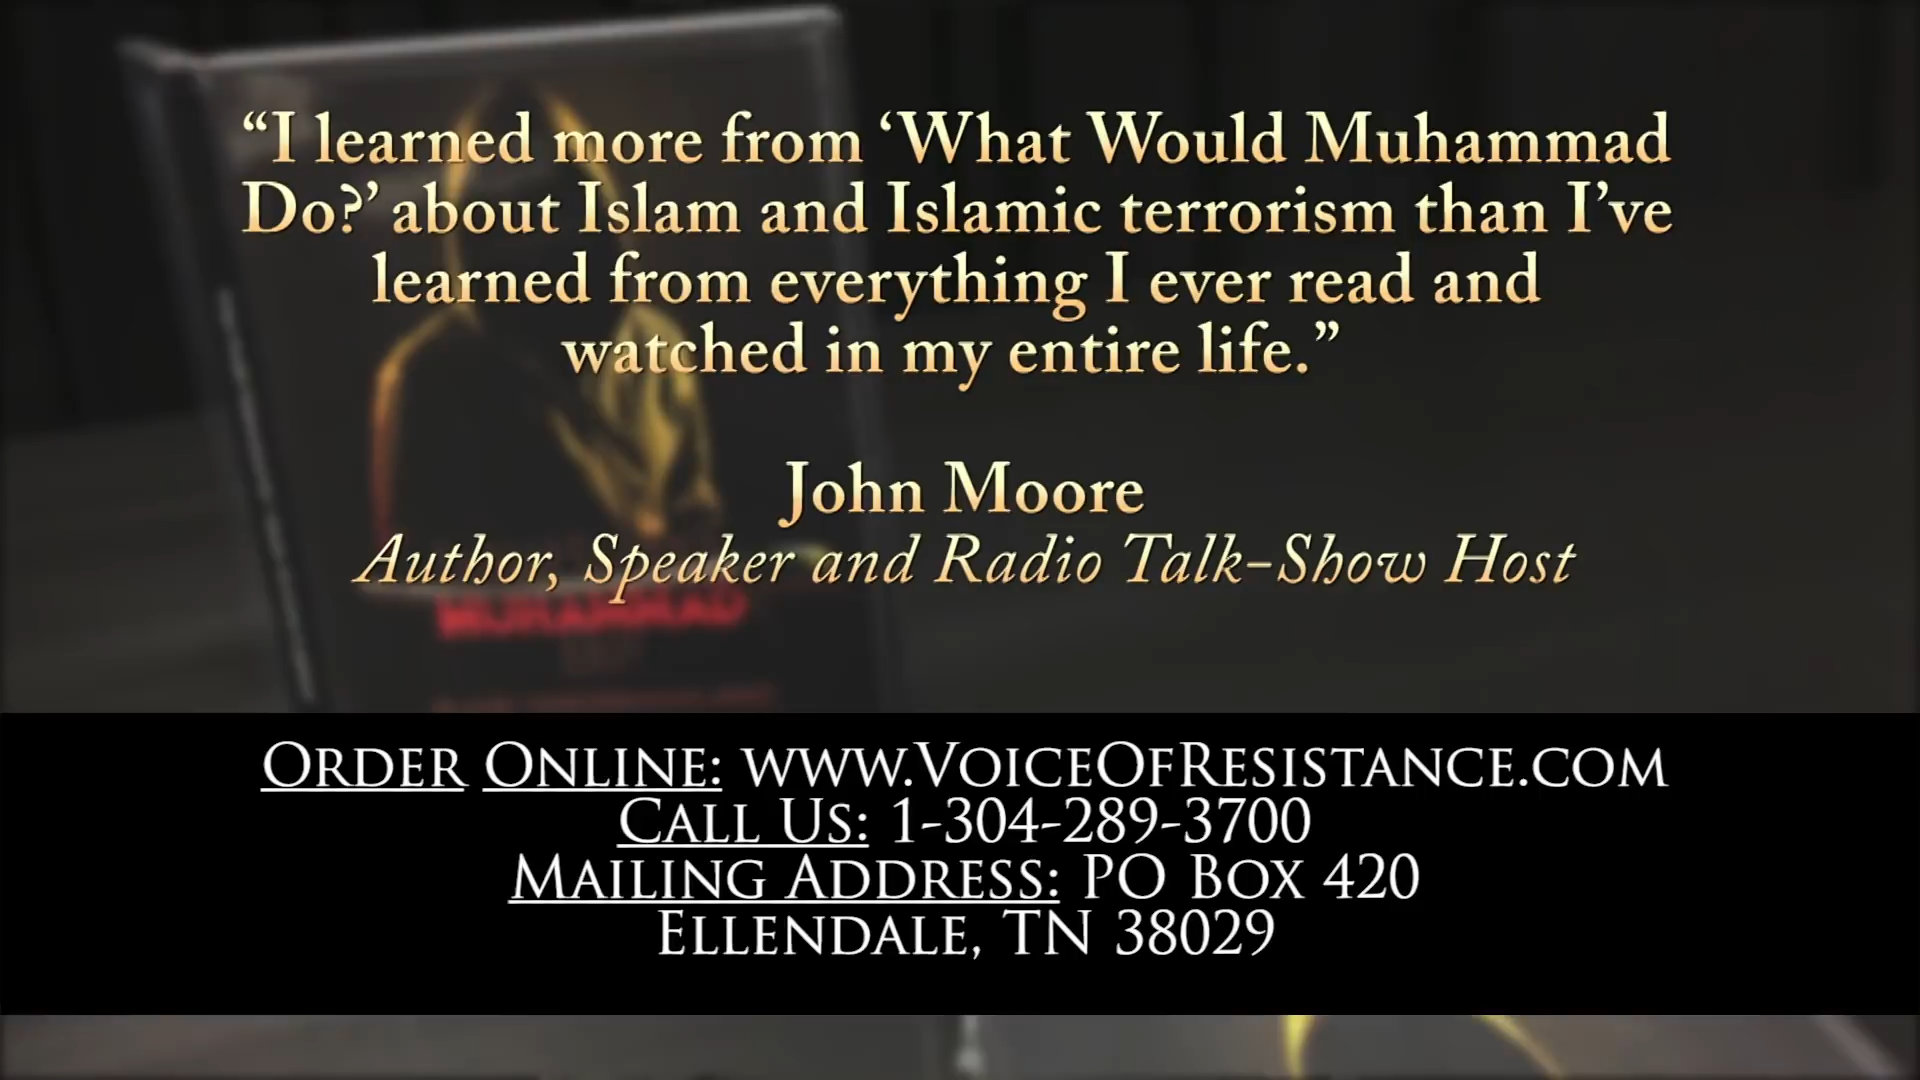 “I learned more from ‘What Would Muhammad
Do?’ about Islam and Islamic terrorism than I’ve
learned from everything I ever read and
watched in my entire life.”
John Moore
Author, Speaker and Radio Talk-Show Host
MUHAMMAD
Order Online: www.VoiceOfResistance.com
Call Us: 1-304-289-3700
Mailing Address: PO Box 420
Ellendale, TN 38029